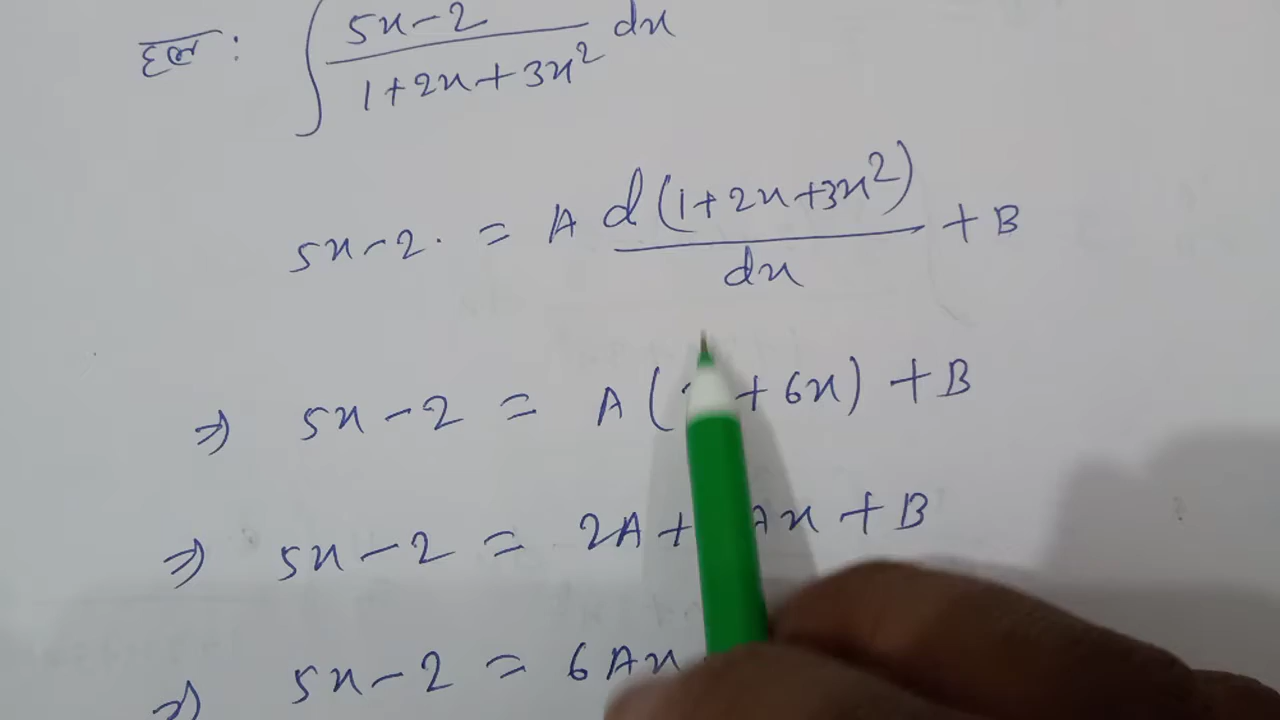 हल : ∫ (5x-2)/(1+2x+3x²) dx
5x-2 = A d(1+2x+3x²)/dx + B
⇒ 5x-2 = A ( + 6x) + B
⇒ 5x-2 = 2A + Ax + B
⇒ 5x-2 = 6Ax